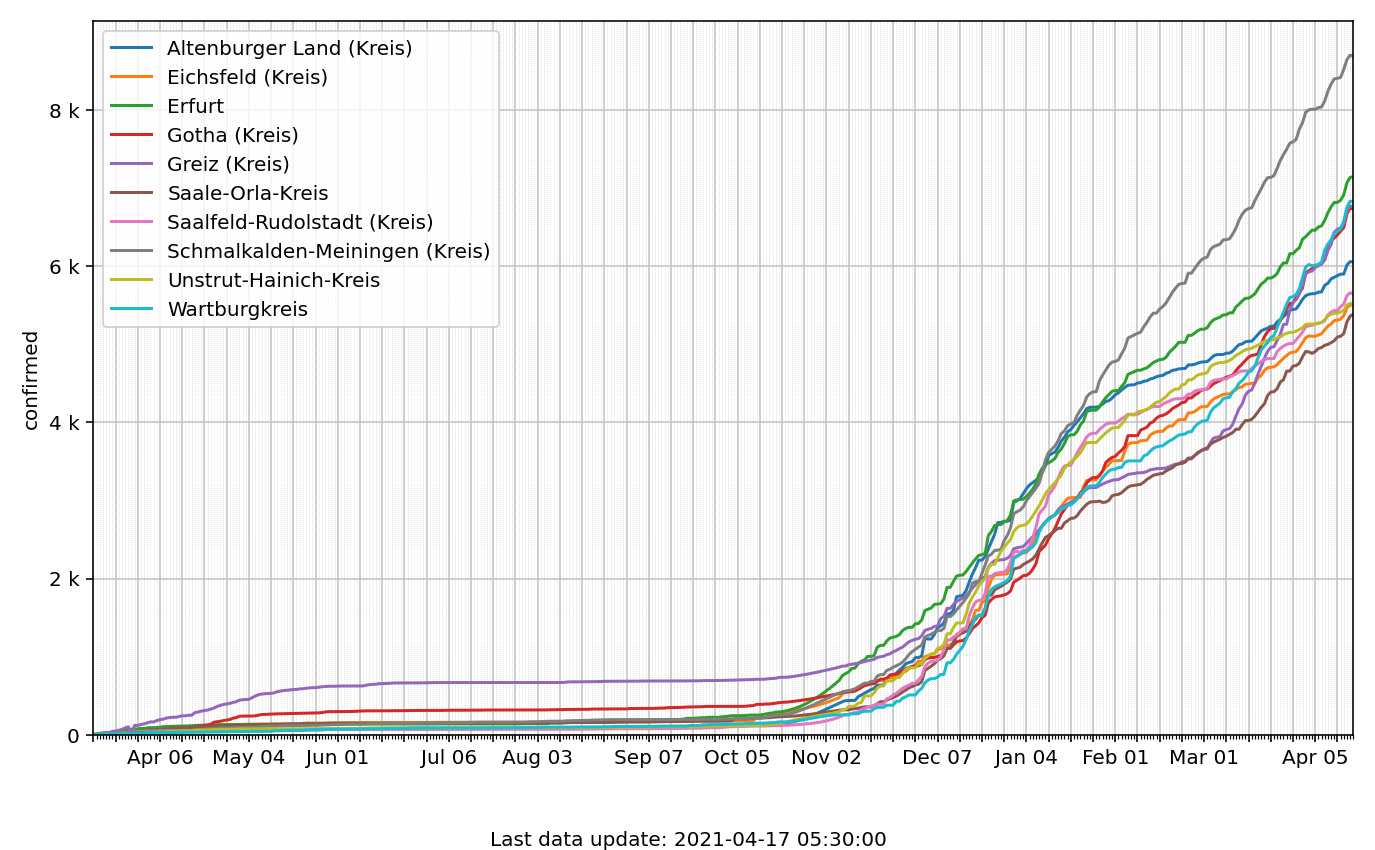 Altenburger Land (Kreis)
Eichsfeld (Kreis)
Erfurt
Gotha (Kreis)
Greiz (Kreis)
Saale-Orla-Kreis
Saalfeld-Rudolstadt (Kreis)
Schmalkalden-Meiningen (Kreis)
Unstrut-Hainich-Kreis
Wartburgkreis
8 k
6 k
4 k
2 k
0
confirmed
Apr 06 May 04 Jun 01 Jul 06 Aug 03 Sep 07 Oct 05 Nov 02 Dec 07 Jan 04 Feb 01 Mar 01 Apr 05
Last data update: 2021-04-17 05:30:00